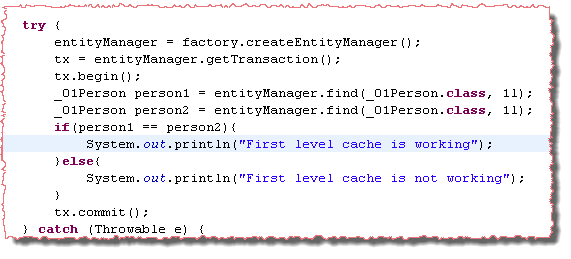 try {
entityManager = factory.createEntityManager();
tx = entityManager.getTransaction();
tx.begin();
_01Person person1 = entityManager.find(_01Person.class, 1l);
_01Person person2 = entityManager.find(_01Person.class, 1l);
if(person1 == person2){
System.out.println("First level cache is working");
}else{
System.out.println("First level cache is not working");
}
tx.commit();
} catch (Throwable e) {